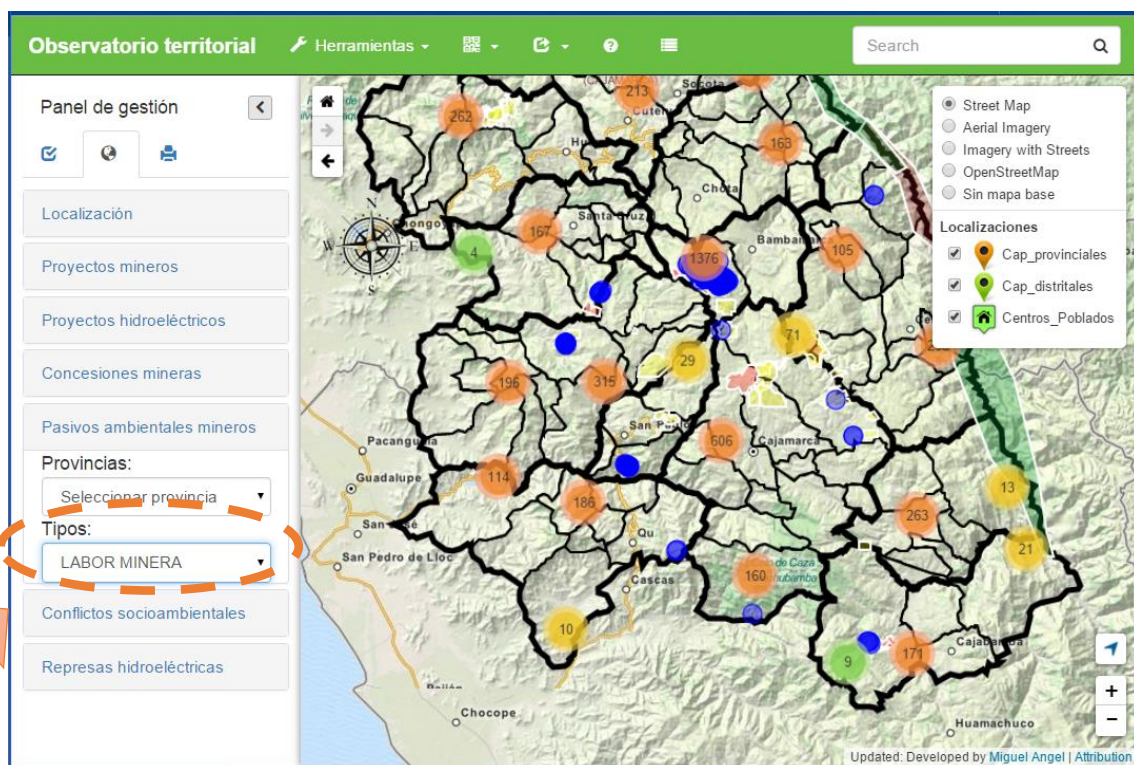 Observatorio territorial
Herramientas
Search
Panel de gestión
Localización
Proyectos mineros
Proyectos hidroeléctricos
Concesiones mineras
Pasivos ambientales mineros
Provincias:
Seleccionar provincia
Tipos:
LABOR MINERA
Conflictos socioambientales
Represas hidroeléctricas
Street Map
Aerial Imagery
Imagery with Streets
OpenStreetMap
Sin mapa base
Localizaciones
Cap_provinciales
Cap_distritales
Centros_Poblados
213
262
163
Chota
N
W
E
S
167
Santa Cruz
4
1376
105
71
29
196
315
San Pablo
606
Cajamarca
Guadalupe
114
186
13
263
21
San Pedro de Lloc
Cascas
160
10
9
171
Chocope
Huamachuco
+
−
Updated: Developed by Miguel Angel | Attribution